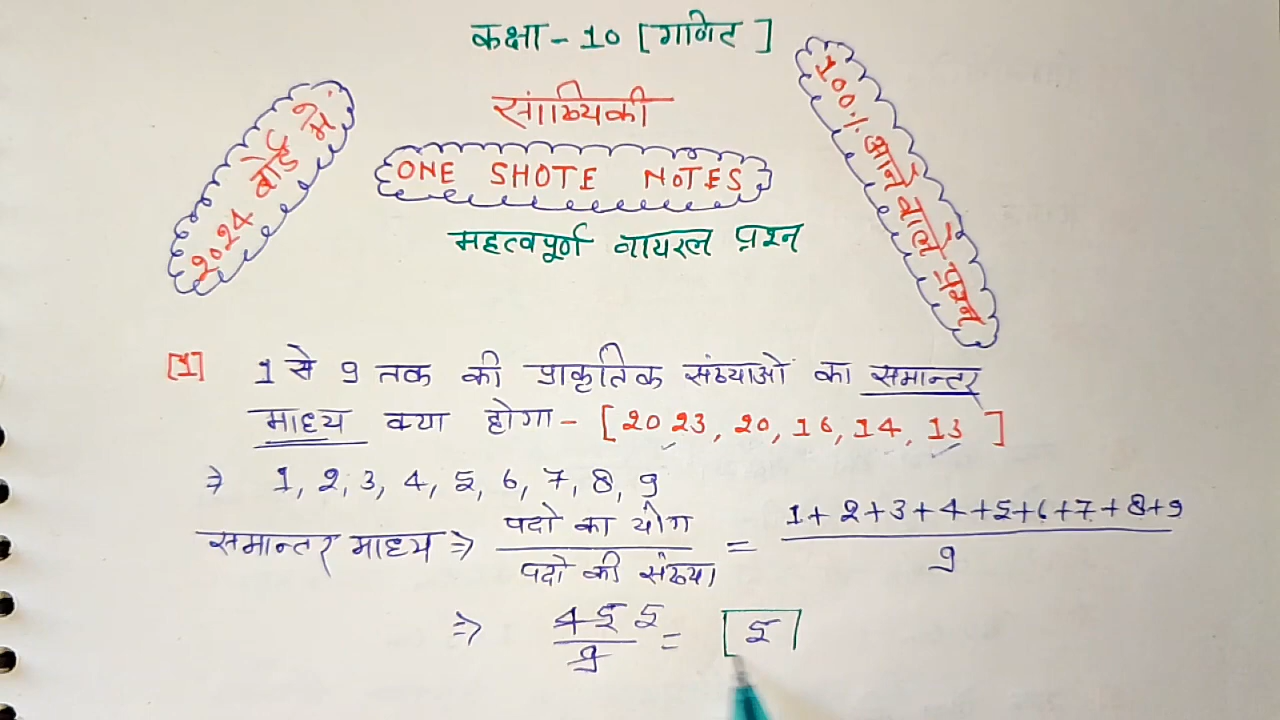 कक्षा - 10 [गणित]
सांख्यिकी
2024 बोर्ड में
ONE SHOTE NOTES
100% आने वाले प्रश्न
महत्वपूर्ण वायरल प्रश्न
[1] 1 से 9 तक की प्राकृतिक संख्याओं का समान्तर
माध्य क्या होगा - [2023, 20, 16, 14, 13]
⇒ 1, 2, 3, 4, 5, 6, 7, 8, 9
समान्तर माध्य ⇒ पदो का योग / पदो की संख्या = 1+2+3+4+5+6+7+8+9 / 9
⇒ 45 5 / 9 = 5